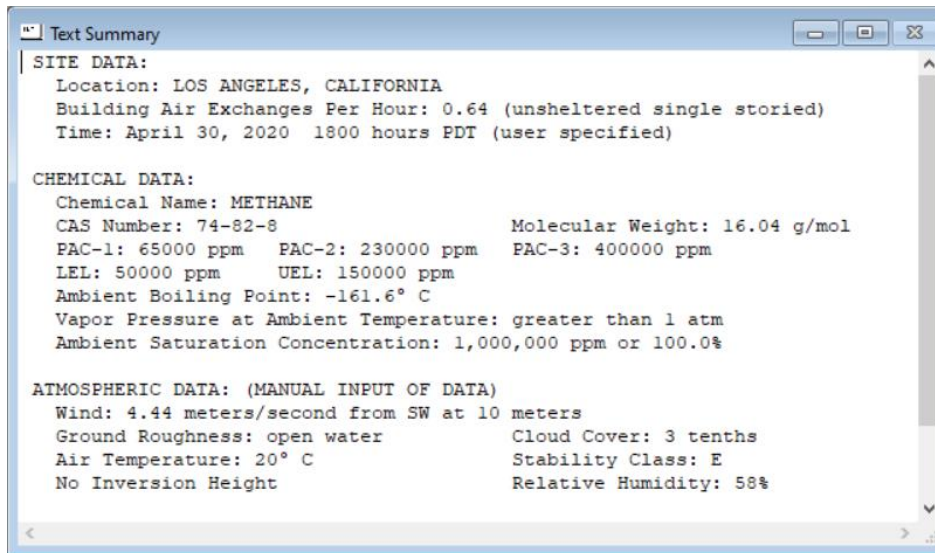 Text Summary
SITE DATA:
Location: LOS ANGELES, CALIFORNIA
Building Air Exchanges Per Hour: 0.64 (unsheltered single storied)
Time: April 30, 2020  1800 hours PDT (user specified)
CHEMICAL DATA:
Chemical Name: METHANE
CAS Number: 74-82-8 Molecular Weight: 16.04 g/mol
PAC-1: 65000 ppm PAC-2: 230000 ppm PAC-3: 400000 ppm
LEL: 50000 ppm UEL: 150000 ppm
Ambient Boiling Point: -161.6° C
Vapor Pressure at Ambient Temperature: greater than 1 atm
Ambient Saturation Concentration: 1,000,000 ppm or 100.0%
ATMOSPHERIC DATA: (MANUAL INPUT OF DATA)
Wind: 4.44 meters/second from SW at 10 meters
Ground Roughness: open water Cloud Cover: 3 tenths
Air Temperature: 20° C Stability Class: E
No Inversion Height Relative Humidity: 58%